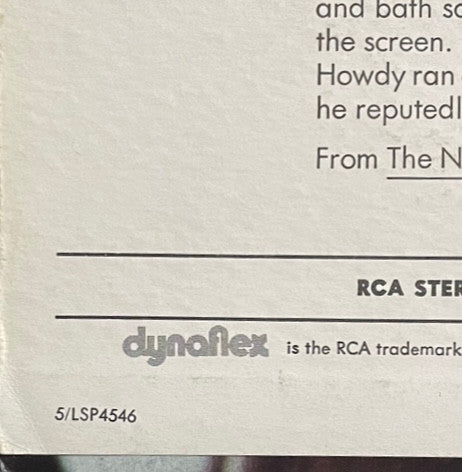 and bath
the screen.
Howdy ran
he reputedl
From The N
RCA STER
dynaflex is the RCA trademark
5/LSP4546